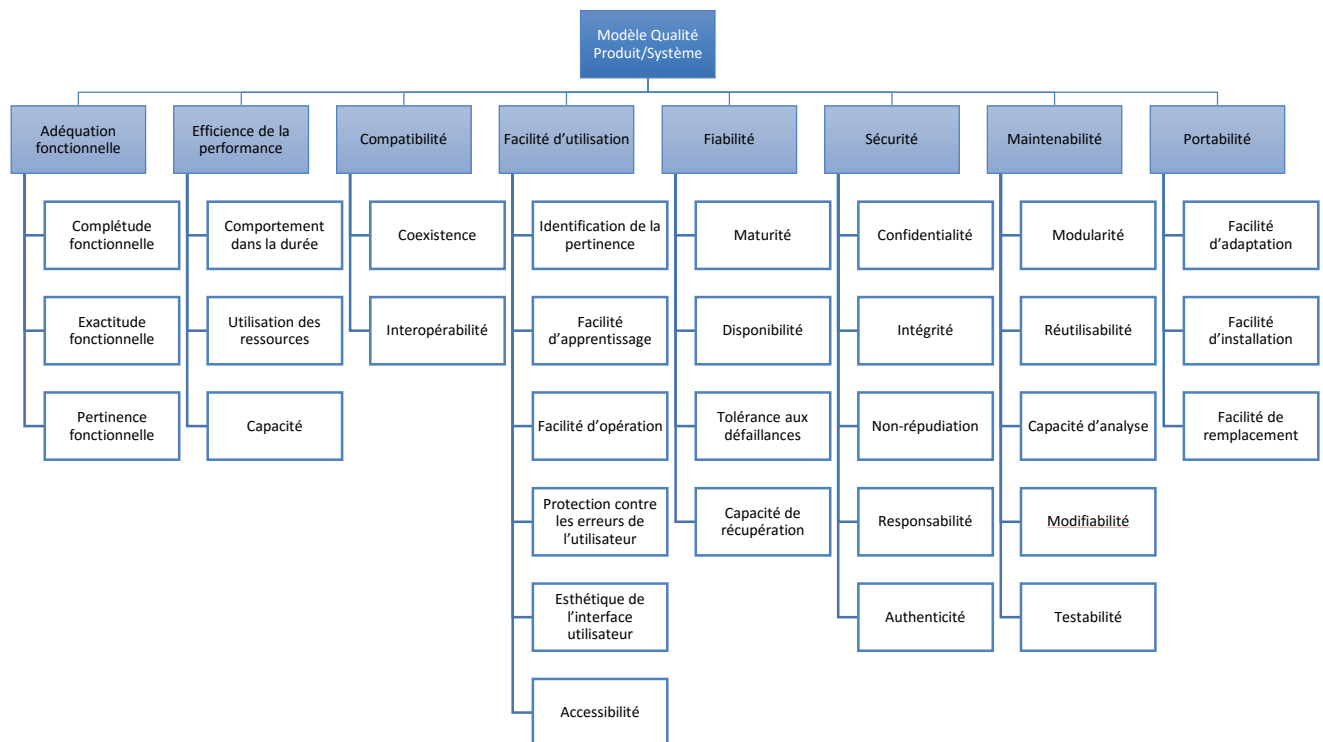 Modèle Qualité
Produit/Système
Adéquation
fonctionnelle
Complétude
fonctionnelle
Exactitude
fonctionnelle
Pertinence
fonctionnelle
Efficience de la
performance
Comportement
dans la durée
Utilisation des
ressources
Capacité
Compatibilité
Coexistence
Interopérabilité
Facilité d’utilisation
Identification de la
pertinence
Facilité
d’apprentissage
Facilité d’opération
Protection contre
les erreurs de
l’utilisateur
Esthétique de
l’interface
utilisateur
Accessibilité
Fiabilité
Maturité
Disponibilité
Tolérance aux
défaillances
Capacité de
récupération
Sécurité
Confidentialité
Intégrité
Non-répudiation
Responsabilité
Authenticité
Maintenabilité
Modularité
Réutilisabilité
Capacité d’analyse
Modifiabilité
Testabilité
Portabilité
Facilité
d’adaptation
Facilité
d’installation
Facilité de
remplacement